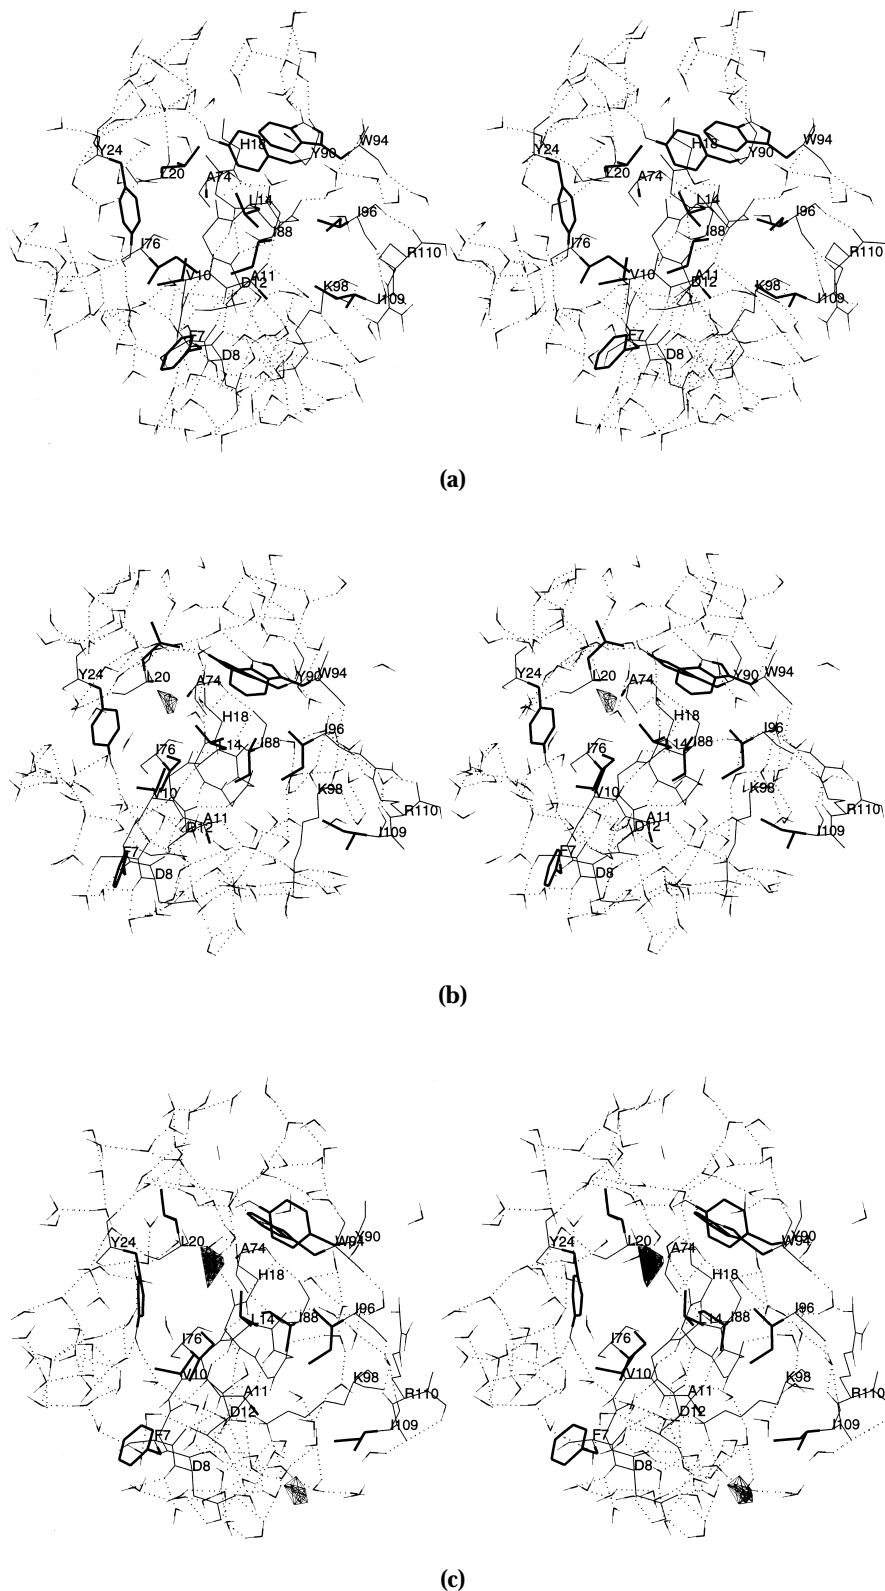 H18 W94 H18 W94
Y24 Y90 Y24 Y90
L20 A74 L20 A74
L14 L14
I96 I96
I76 I88 I76 I88
R110 R110
V10 A11 V10 A11
D12 K98 D12 K98
I109 I109
F7 F7
D8 D8
(a)
Y24 L20 A74 Y90 W94 Y24 L20 A74 Y90 W94
H18 H18
I96 I96
I76 L14 I88 I76 L14 I88
V10 K98 V10 K98
A11 R110 A11 R110
D12 I109 D12 I109
F7 F7
D8 D8
(b)
Y24 L20 W94 Y90 Y24 L20 W94 Y90
A74 A74
H18 H18
L14 I88 I96 L14 I88 I96
I76 I76
V10 K98 V10 K98
A11 R110 A11 R110
D12 D12
F7 I109 F7 I109
D8 D8
(c)